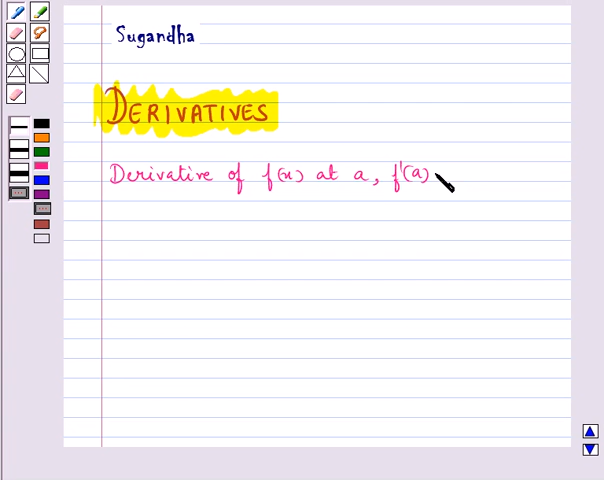 Sugandha
DERIVATIVES
Derivative of f(x) at a, f'(a)